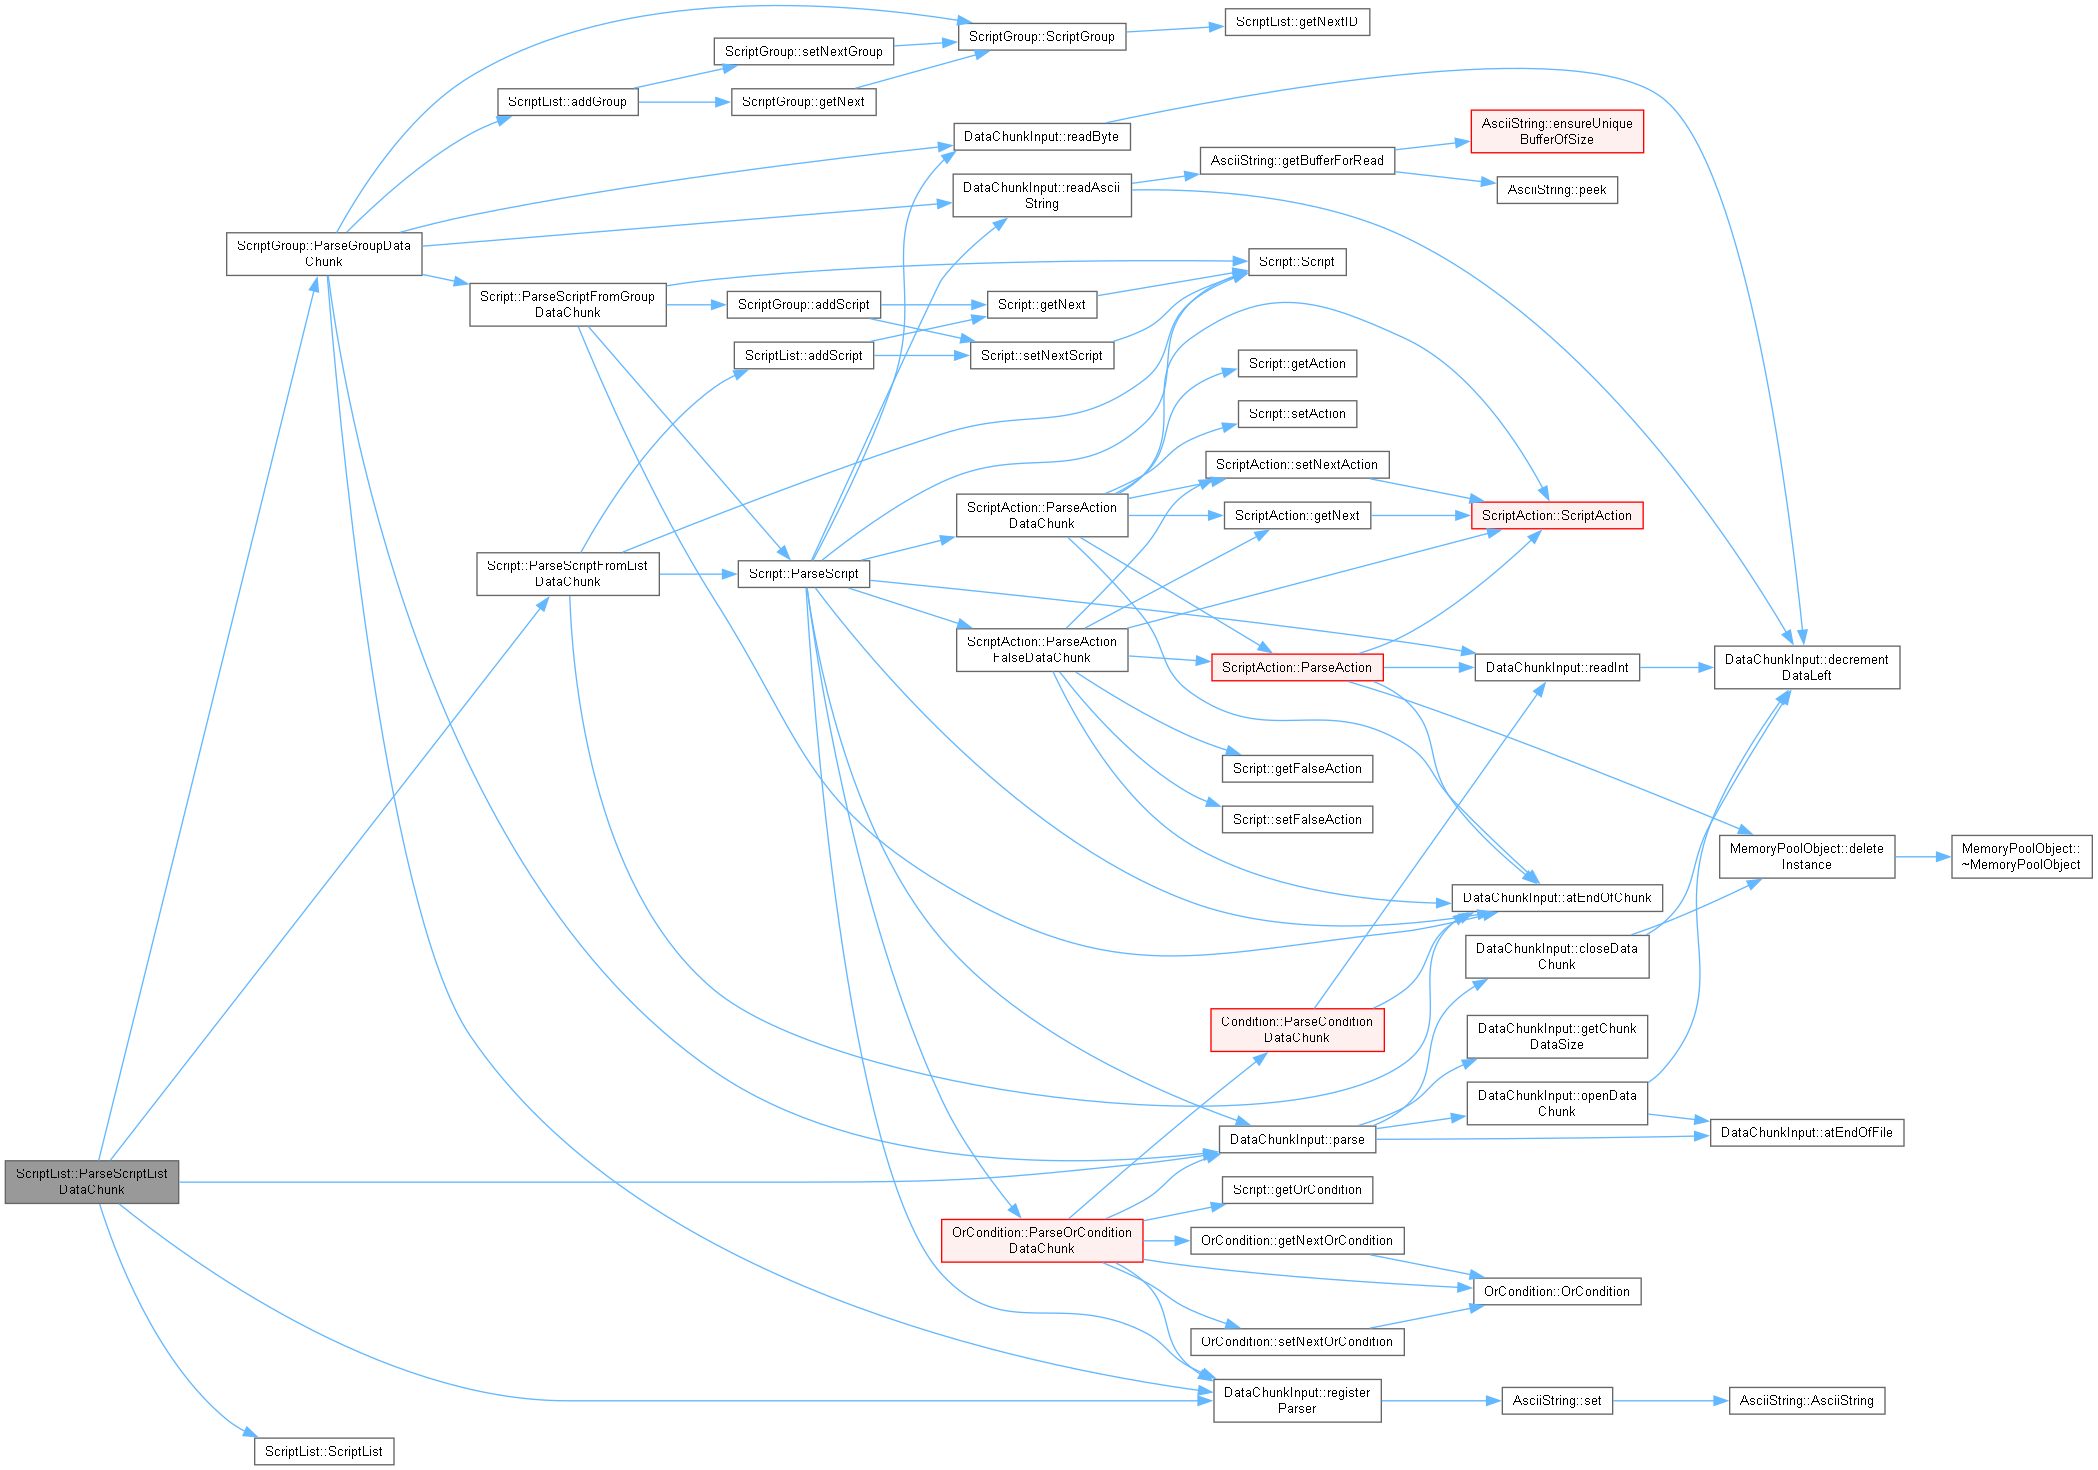 ScriptList::ParseScriptList
DataChunk
ScriptGroup::ParseGroupData
Chunk
ScriptList::ScriptList
Script::ParseScriptFromGroup
DataChunk
Script::ParseScriptFromList
DataChunk
ScriptList::addGroup
ScriptGroup::setNextGroup
ScriptGroup::getNext
ScriptGroup::addScript
ScriptList::addScript
Script::ParseScript
ScriptGroup::ScriptGroup
DataChunkInput::readByte
DataChunkInput::readAscii
String
Script::getNext
Script::setNextScript
ScriptAction::ParseAction
DataChunk
ScriptAction::ParseAction
FalseDataChunk
OrCondition::ParseOrCondition
DataChunk
ScriptList::getNextID
AsciiString::getBufferForRead
Script::Script
Script::getAction
Script::setAction
ScriptAction::setNextAction
ScriptAction::getNext
ScriptAction::ParseAction
Script::getFalseAction
Script::setFalseAction
Condition::ParseCondition
DataChunk
DataChunkInput::parse
Script::getOrCondition
OrCondition::getNextOrCondition
OrCondition::setNextOrCondition
DataChunkInput::register
Parser
AsciiString::ensureUnique
BufferOfSize
AsciiString::peek
ScriptAction::ScriptAction
DataChunkInput::readInt
DataChunkInput::atEndOfChunk
DataChunkInput::closeData
Chunk
DataChunkInput::getChunk
DataSize
DataChunkInput::openData
Chunk
OrCondition::OrCondition
AsciiString::set
DataChunkInput::decrement
DataLeft
MemoryPoolObject::delete
Instance
DataChunkInput::atEndOfFile
AsciiString::AsciiString
MemoryPoolObject::
~MemoryPoolObject